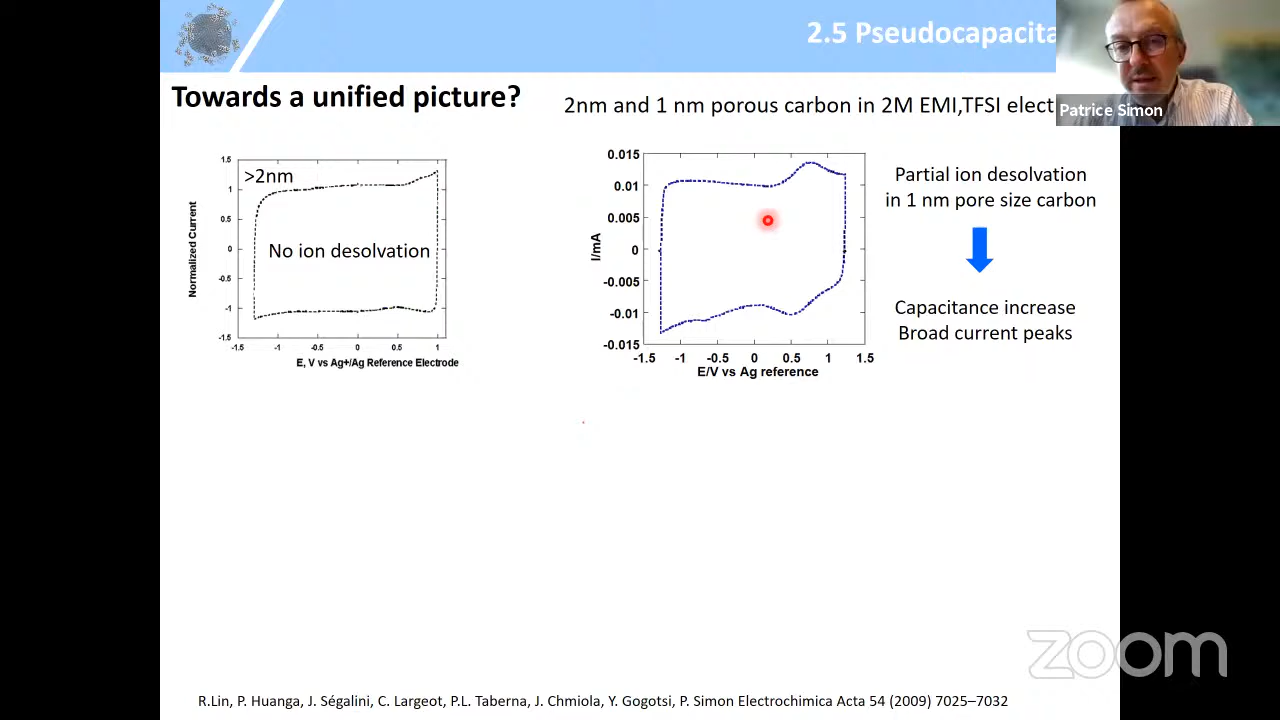 2.5 Pseudocapacita
Towards a unified picture?
2nm and 1 nm porous carbon in 2M EMI,TFSI elect
Patrice Simon
1.5
1
0.5
0
-0.5
-1
-1.5
Normalized Current
>2nm
No ion desolvation
-1.5 -1 -0.5 0 0.5 1
E, V vs Ag+/Ag Reference Electrode
0.015
0.01
0.005
0
-0.005
-0.01
-0.015
I/mA
-1.5 -1 -0.5 0 0.5 1 1.5
E/V vs Ag reference
Partial ion desolvation
in 1 nm pore size carbon
Capacitance increase
Broad current peaks
zoom
R.Lin, P. Huanga, J. Ségalini, C. Largeot, P.L. Taberna, J. Chmiola, Y. Gogotsi, P. Simon Electrochimica Acta 54 (2009) 7025–7032